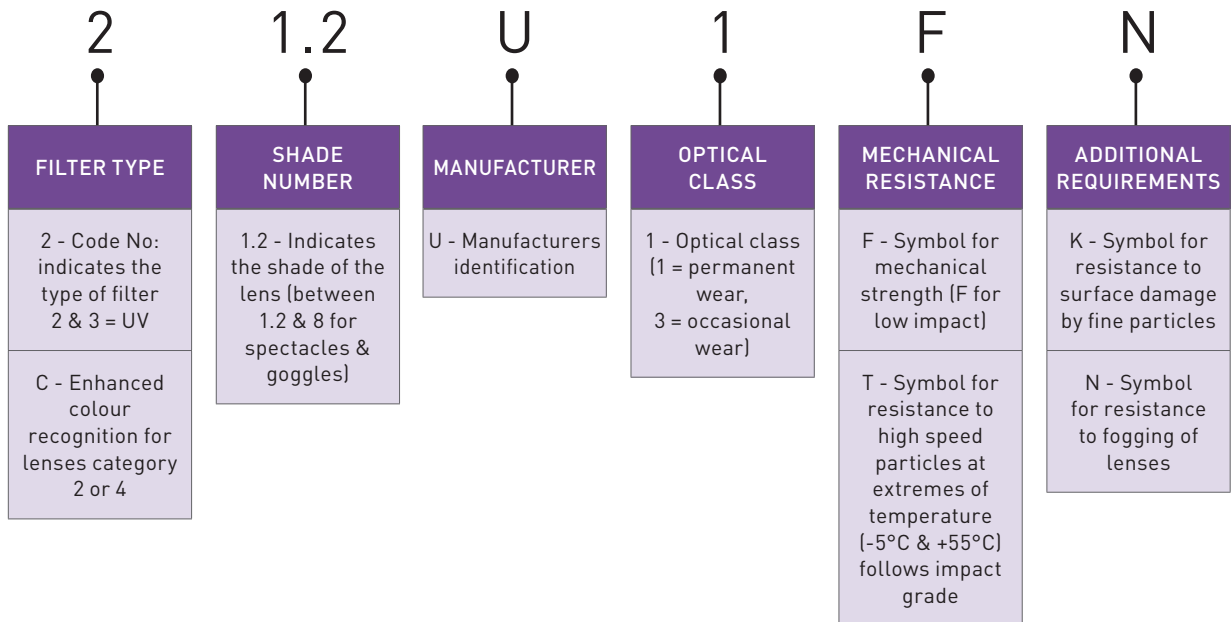 2
1.2
U
1
F
N
FILTER TYPE
2 - Code No:
indicates the
type of filter
2 & 3 = UV
C - Enhanced
colour
recognition for
lenses category
2 or 4
SHADE
NUMBER
1.2 - Indicates
the shade of the
lens (between
1.2 & 8 for
spectacles &
goggles)
MANUFACTURER
U - Manufacturers
identification
OPTICAL
CLASS
1 - Optical class
(1 = permanent
wear,
3 = occasional
wear)
MECHANICAL
RESISTANCE
F - Symbol for
mechanical
strength (F for
low impact)
T - Symbol for
resistance to
high speed
particles at
extremes of
temperature
(-5°C & +55°C)
follows impact
grade
ADDITIONAL
REQUIREMENTS
K - Symbol for
resistance to
surface damage
by fine particles
N - Symbol
for resistance
to fogging of
lenses